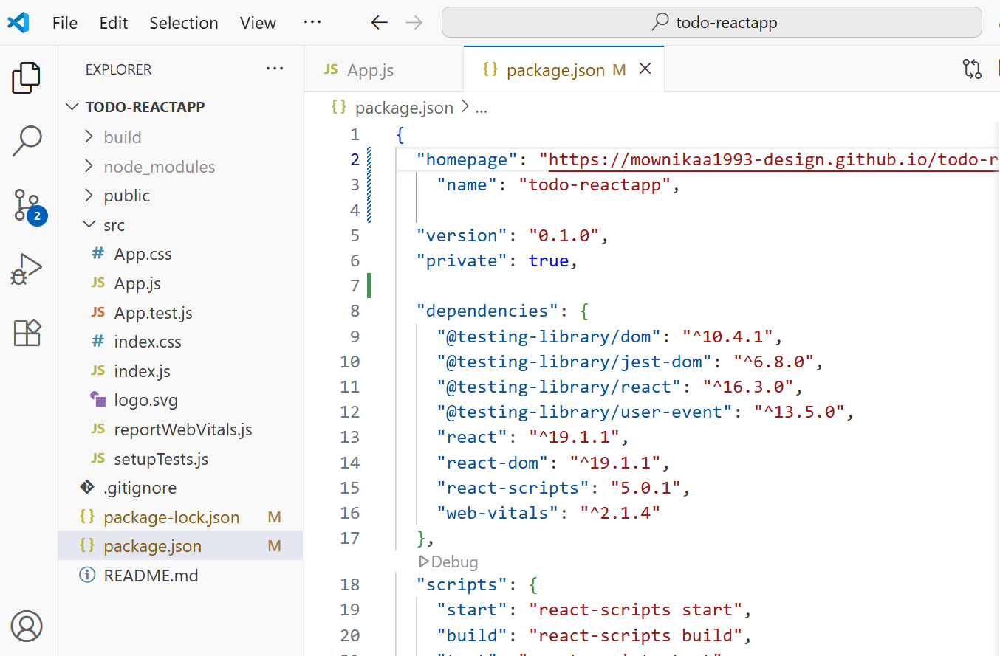 File Edit Selection View ··· todo-reactapp
EXPLORER ···
TODO-REACTAPP
build
node_modules
public
src
# App.css
JS App.js
JS App.test.js
# index.css
JS index.js
logo.svg
JS reportWebVitals.js
JS setupTests.js
.gitignore
{} package-lock.json M
{} package.json M
README.md
2
JS App.js
{} package.json M
{} package.json > ...
1 {
2 "homepage": "https://mownikaa1993-design.github.io/todo-r
3 "name": "todo-reactapp",
4
5 "version": "0.1.0",
6 "private": true,
7
8 "dependencies": {
9 "@testing-library/dom": "^10.4.1",
10 "@testing-library/jest-dom": "^6.8.0",
11 "@testing-library/react": "^16.3.0",
12 "@testing-library/user-event": "^13.5.0",
13 "react": "^19.1.1",
14 "react-dom": "^19.1.1",
15 "react-scripts": "5.0.1",
16 "web-vitals": "^2.1.4"
17 },
Debug
18 "scripts": {
19 "start": "react-scripts start",
20 "build": "react-scripts build",